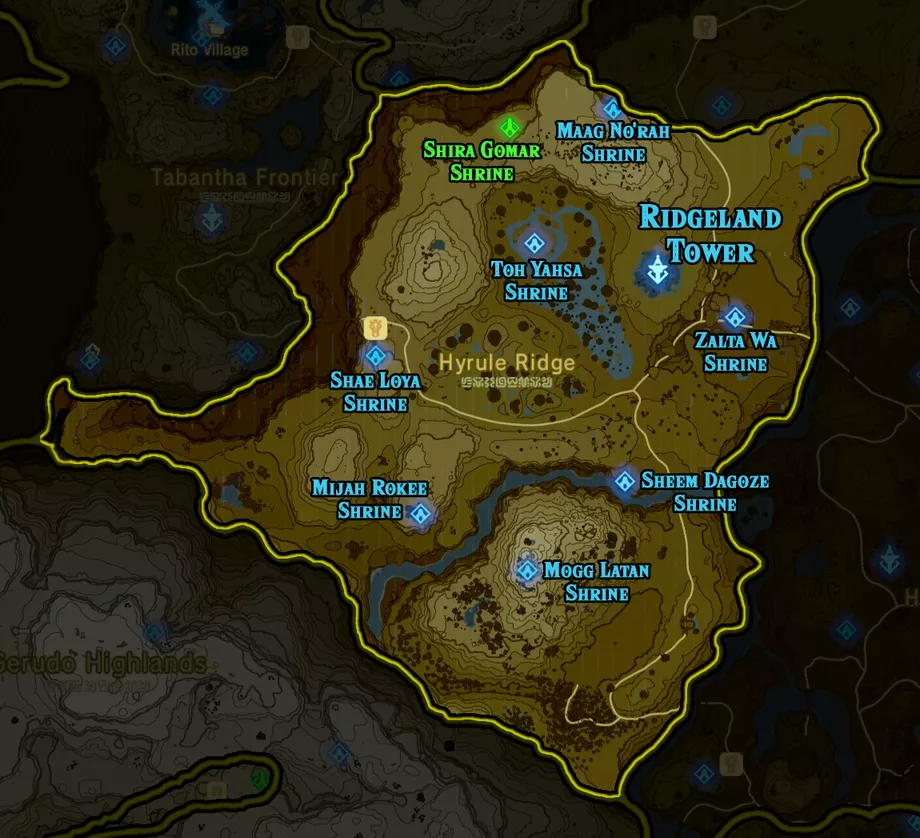 Rito Village
Maag No'rah
Shrine
Shira Gomar
Shrine
Tabantha Frontier
Ridgeland
Tower
Toh Yahsa
Shrine
Zalta Wa
Shrine
Hyrule Ridge
Shae Loya
Shrine
Mijah Rokee
Shrine
Sheem Dagoze
Shrine
Mogg Latan
Shrine
Gerudo Highlands
H